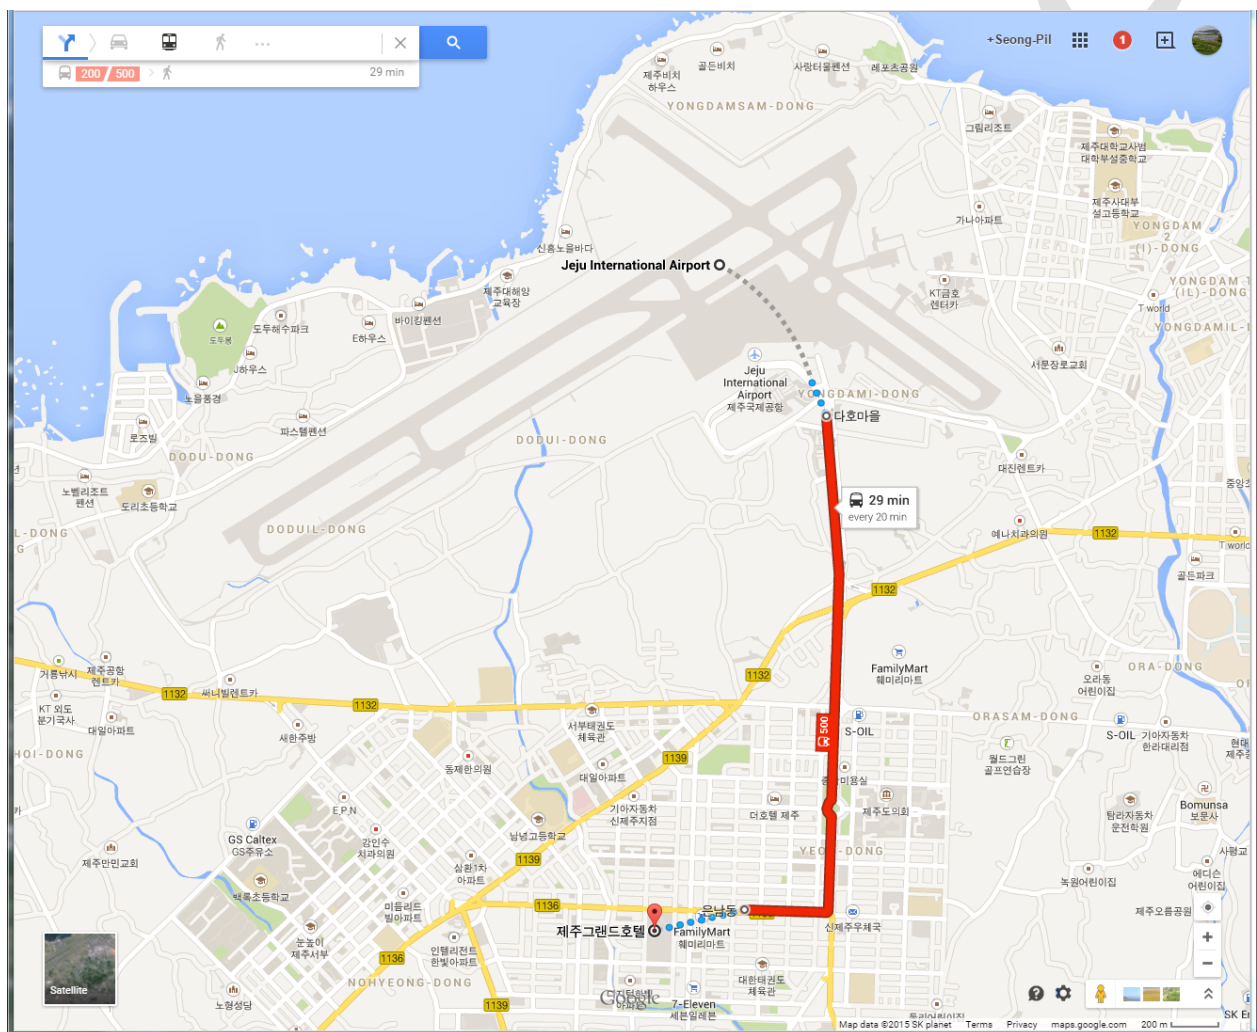 +Seong-Pil
1
200 / 500
29 min
골든비치
제주비치
하우스
사랑터울펜션
레포츠공원
YONGDAMSAM-DONG
그림리조트
제주대학교사범
대학부설중학교
제주사대부
설고등학교
가나아파트
YONGDAM
2
(I)-DONG
신흥노을바다
Jeju International Airport
제주대해양
교육장
KT금호
렌터카
YONGDAM 1
(IL)-DONG
T world
도두해수파크
바이킹펜션
E하우스
도두봉
YONGDAMIL-D
J하우스
서문장로교회
Jeju
International
Airport
제주국제공항
노을풍경
YONGDAMI-DONG
다호마을
로즈빌
파스텔펜션
DODUI-DONG
DODU-DONG
대진렌트카
노벨리조트
펜션
도리초등학교
중앙초
29 min
every 20 min
DODUIL-DONG
L-DONG
예나치과의원
1132
T world
골든파크
1132
거륭낚시
제주공항
렌트카
FamilyMart
훼미리마트
ORA-DONG
오라동
어린이집
1132
써니빌렌트카
1132
1132
KT 외도
분기국사
대일아파트
새한주방
서부태권도
체육관
500
S-OIL
ORASAM-DONG
S-OIL
기아자동차
한라대리점
현대
HOI-DONG
동제한의원
1139
월드그린
골프연습장
대일아파트
E.P.N
기아자동차
신제주지점
더호텔 제주
제주도의회
Bomunsa
보문사
탐라자동차
운전학원
GS Caltex
GS주유소
강인수
치과의원
남녕고등학교
YEON-DONG
사평교
제주안민교회
1139
삼환1차
아파트
녹원어린이집
에디슨
어린이집
백록초등학교
미듬리드
빌아파트
1136
은남동
제주오름공원
제주그랜드호텔
FamilyMart
훼미리마트
신제주우체국
눈높이
제주서부
인텔리전트
한빛아파트
1136
대한태권도
체육관
Satellite
NOHYEONG-DONG
노형성당
1139
Google
7-Eleven
세븐일레븐
SK En
Map data ©2015 SK planet
Terms
Privacy
maps.google.com
200 m